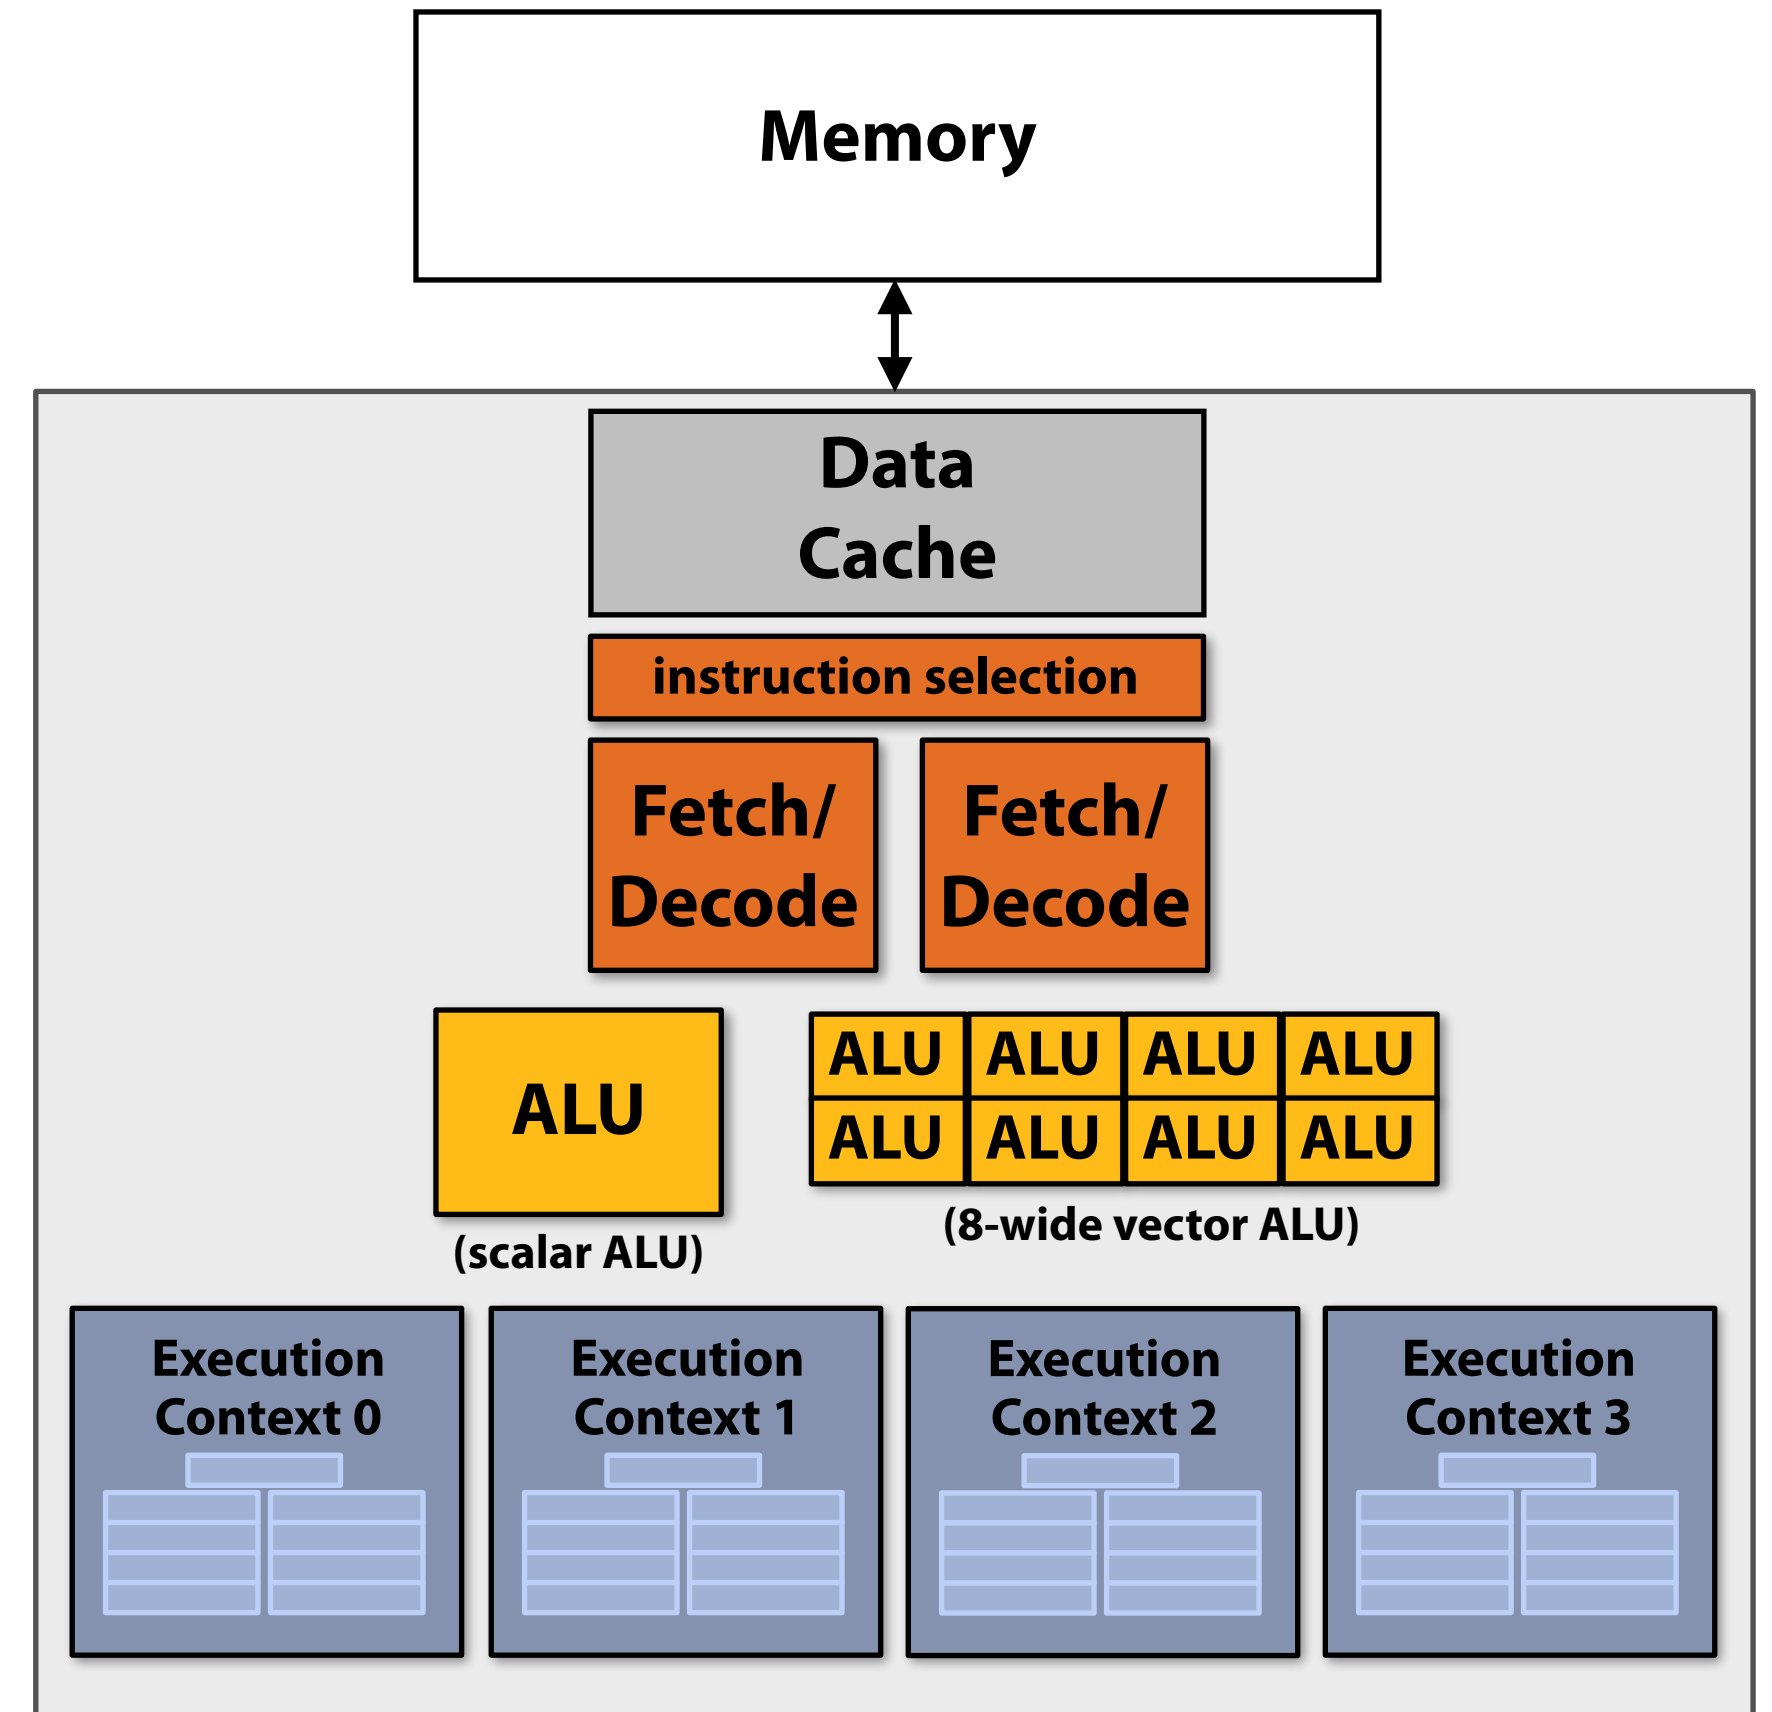 Memory
Data
Cache
instruction selection
Fetch/
Decode
Fetch/
Decode
ALU
(scalar ALU)
ALU ALU ALU ALU
ALU ALU ALU ALU
(8-wide vector ALU)
Execution
Context 0
Execution
Context 1
Execution
Context 2
Execution
Context 3